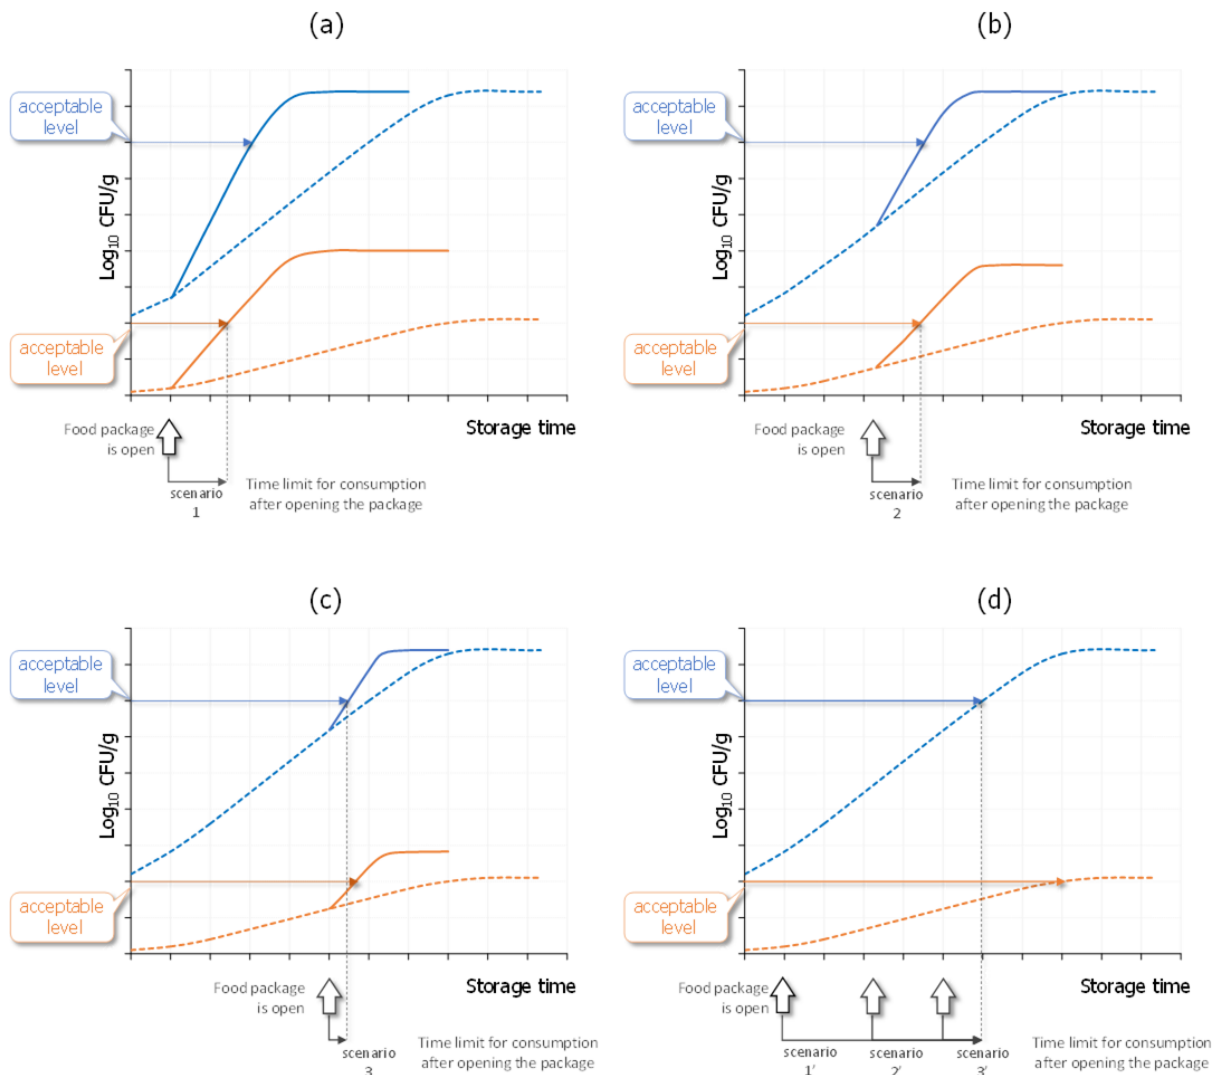 (a)
acceptable
level
Log10 CFU/g
acceptable
level
Food package
is open
Storage time
scenario
1
Time limit for consumption
after opening the package
(b)
acceptable
level
Log10 CFU/g
acceptable
level
Food package
is open
Storage time
scenario
2
Time limit for consumption
after opening the package
(c)
acceptable
level
Log10 CFU/g
acceptable
level
Food package
is open
Storage time
scenario
3
Time limit for consumption
after opening the package
(d)
acceptable
level
Log10 CFU/g
acceptable
level
Food package
is open
Storage time
scenario
1'
scenario
2'
scenario
3'
Time limit for consumption
after opening the package